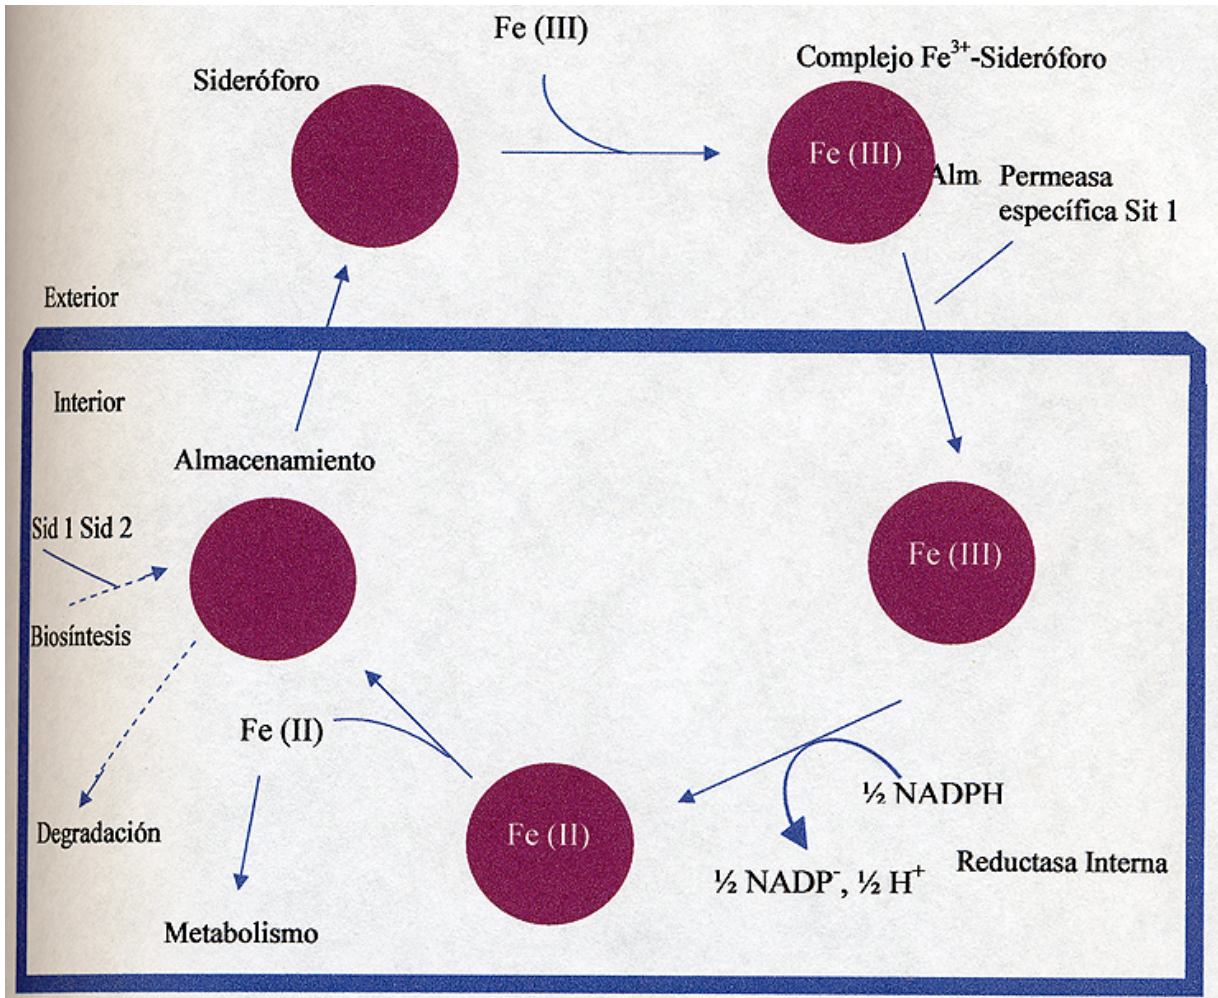 Fe (III)
Complejo Fe³⁺-Sideróforo
Sideróforo
Fe (III)
Alm
Permeasa
específica Sit 1
Exterior
Interior
Almacenamiento
Sid 1 Sid 2
Fe (III)
Biosíntesis
Fe (II)
½ NADPH
Degradación
Fe (II)
Reductasa Interna
½ NADP⁻, ½ H⁺
Metabolismo